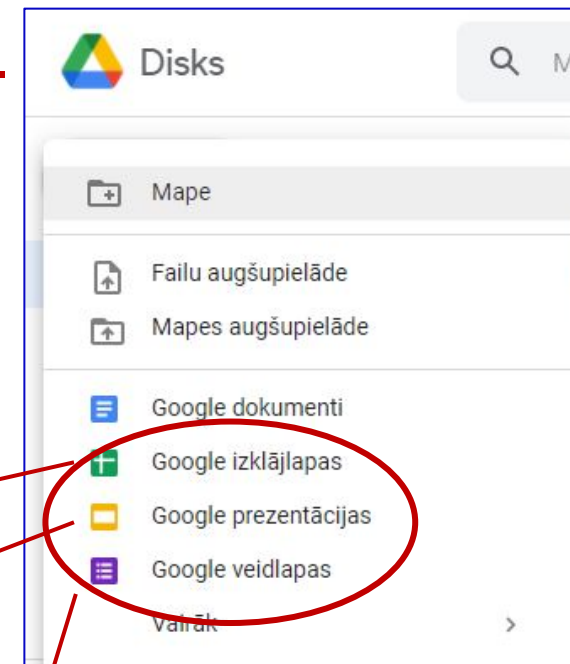 Disks
M
Mape
Failu augšupielāde
Mapes augšupielāde
Google dokumenti
Google izklājlapas
Google prezentācijas
Google veidlapas
Vairāk